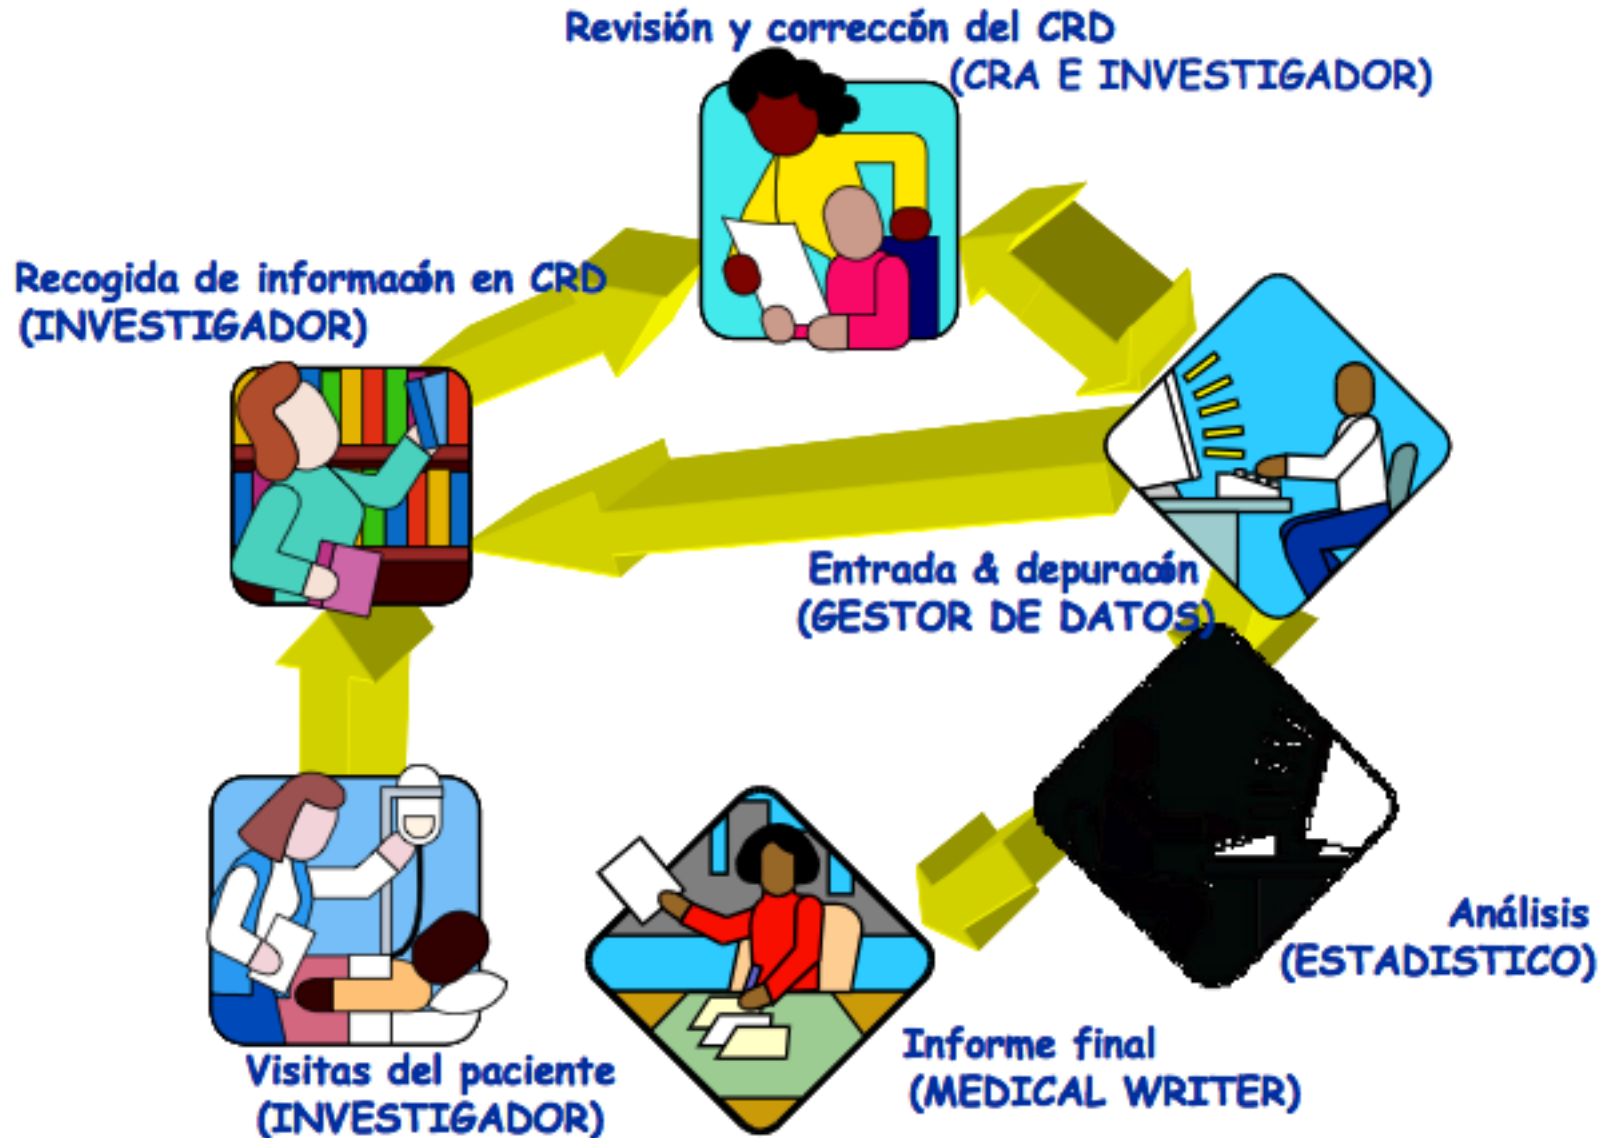 Revisión y correccón del CRD
(CRA E INVESTIGADOR)
Recogida de informacón en CRD
(INVESTIGADOR)
Entrada & depuracón
(GESTOR DE DATOS)
Análisis
(ESTADISTICO)
Informe final
(MEDICAL WRITER)
Visitas del paciente
(INVESTIGADOR)